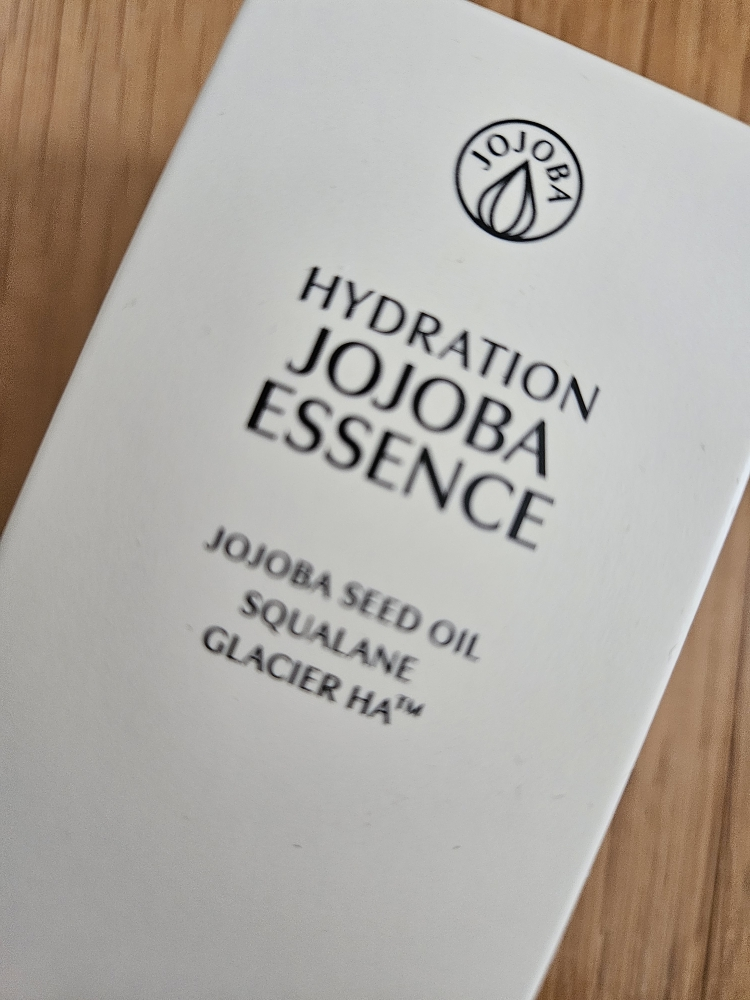 JOJOBA
HYDRATION
JOJOBA
ESSENCE
JOJOBA SEED OIL
SQUALANE
GLACIER HA™